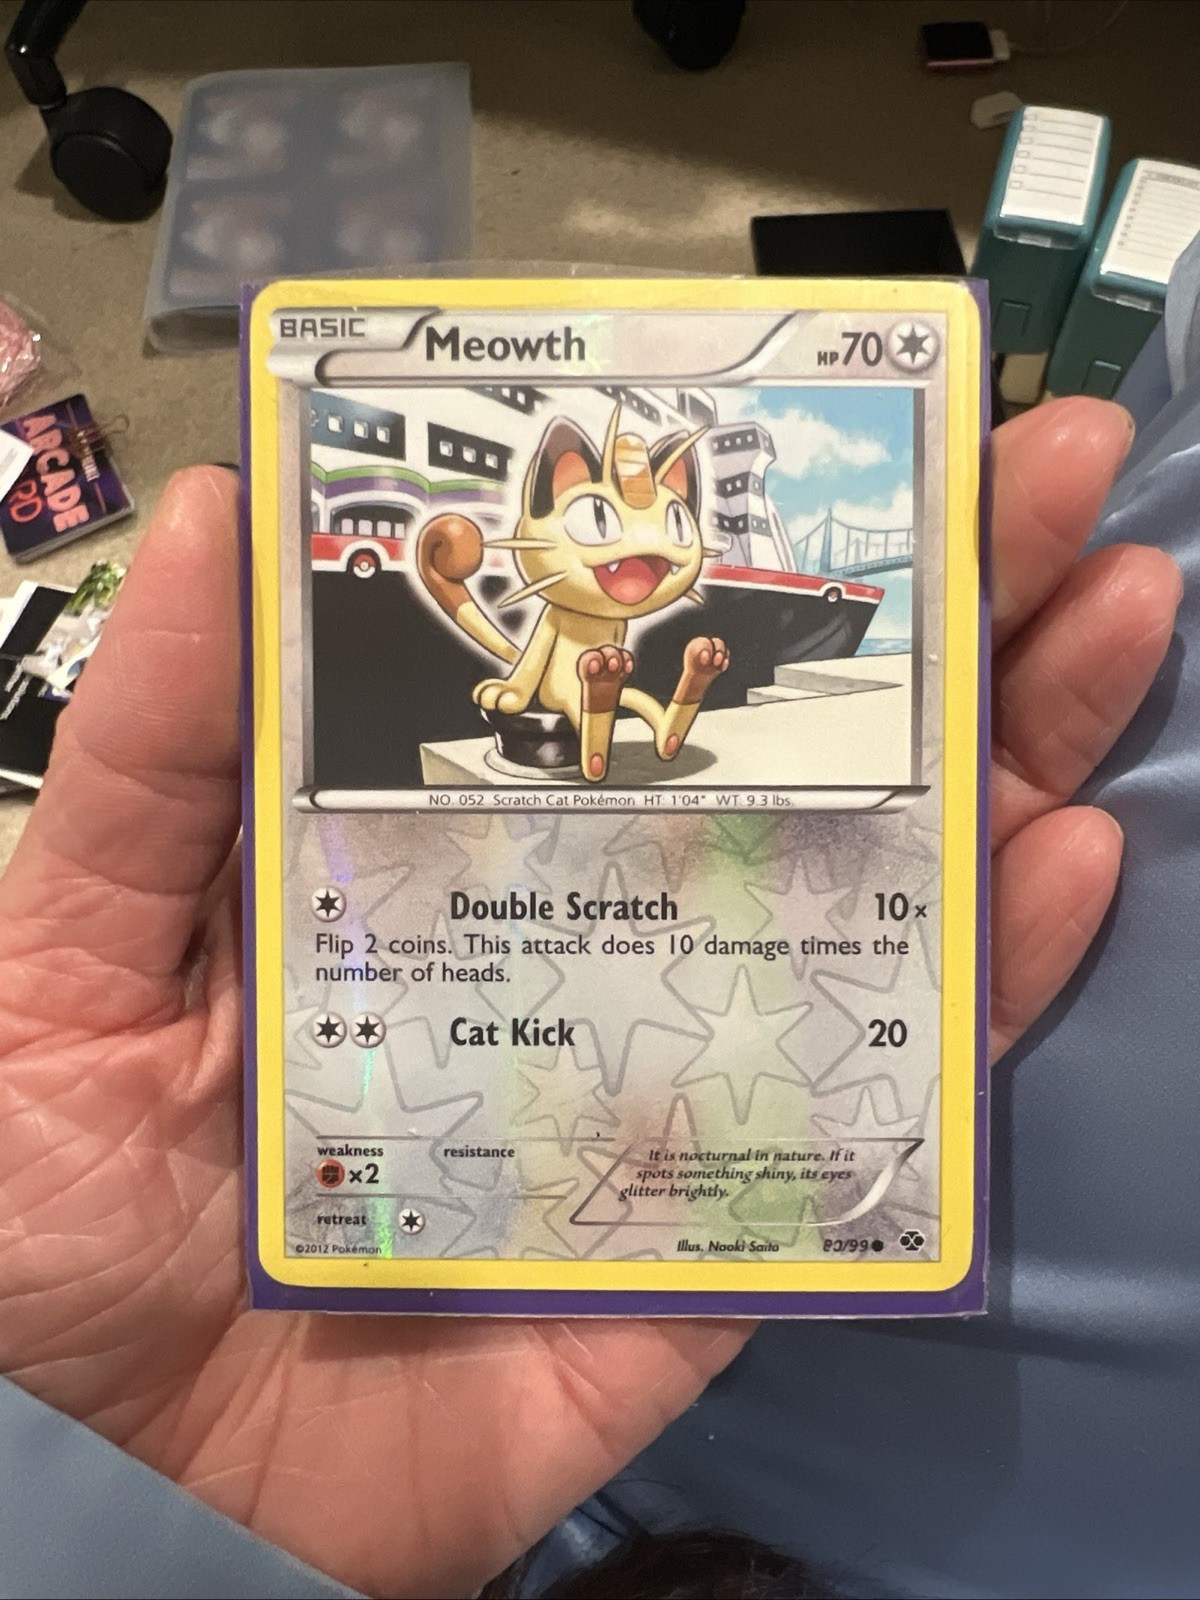 BASIC Meowth HP70
NO. 052 Scratch Cat Pokémon HT: 1'04" WT: 9.3 lbs.
Double Scratch 10×
Flip 2 coins. This attack does 10 damage times the
number of heads.
Cat Kick 20
weakness resistance
×2
It is nocturnal in nature. If it
spots something shiny, its eyes
glitter brightly.
retreat
©2012 Pokémon Illus. Naoki Saito 80/99
ARCADE